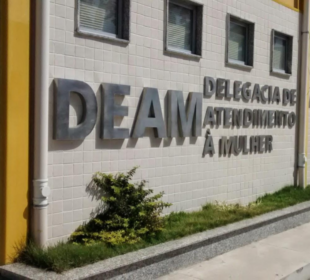 DEAM
DELEGACIA DE
ATENDIMENTO
À MULHER